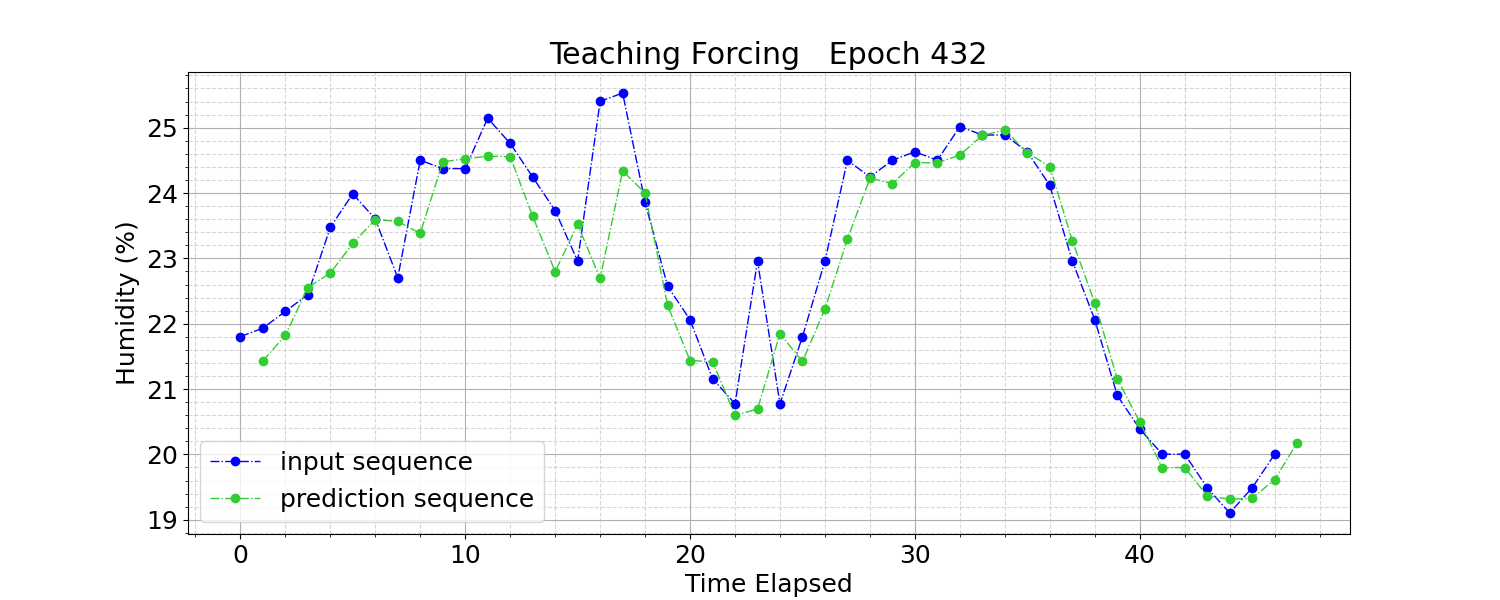 Teaching Forcing   Epoch 432
Humidity (%)
25
24
23
22
21
20
19
input sequence
prediction sequence
0 10 20 30 40
Time Elapsed